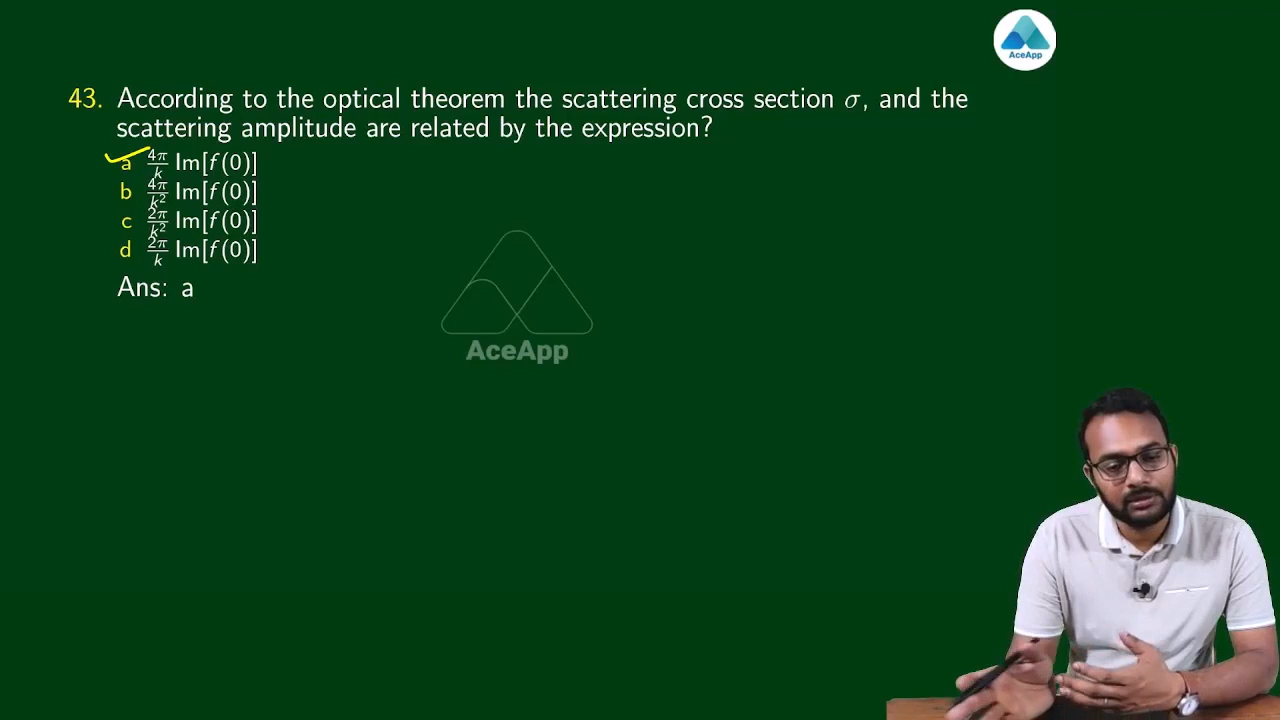 AceApp
43. According to the optical theorem the scattering cross section σ, and the
scattering amplitude are related by the expression?
a 4π/k Im[f(0)]
b 4π/k² Im[f(0)]
c 2π/k² Im[f(0)]
d 2π/k Im[f(0)]
Ans: a
AceApp